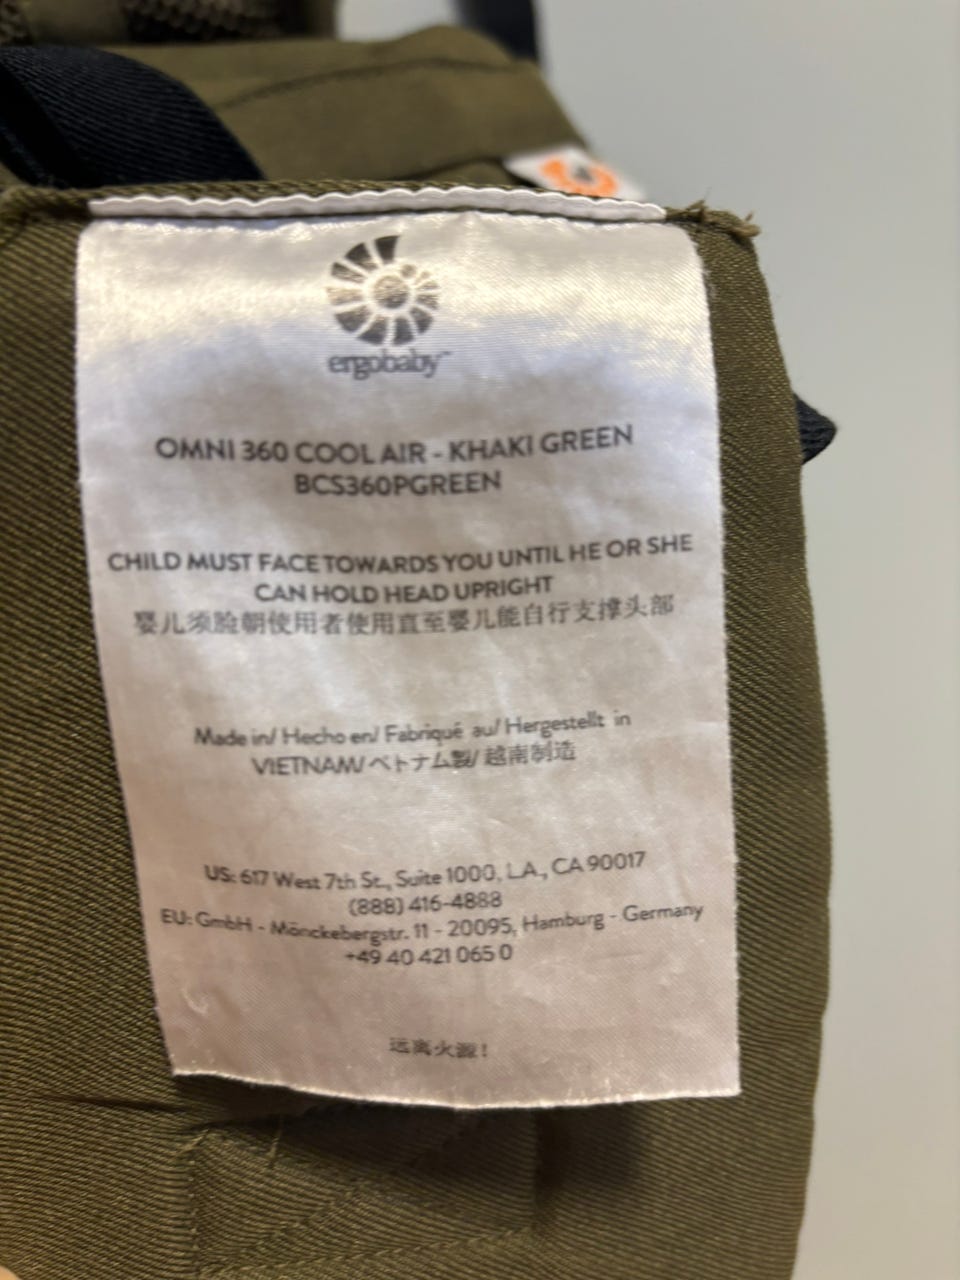 ergobaby™
OMNI 360 COOL AIR - KHAKI GREEN
BCS360PGREEN
CHILD MUST FACE TOWARDS YOU UNTIL HE OR SHE
CAN HOLD HEAD UPRIGHT
婴儿须脸朝使用者使用直至婴儿能自行支撑头部
Made in/ Hecho en/ Fabriqué au/ Hergestellt in
VIETNAM/ ベトナム製/ 越南制造
US: 617 West 7th St., Suite 1000, L.A., CA 90017
(888) 416-4888
EU: GmbH - Mönckebergstr. 11 - 20095, Hamburg - Germany
+49 40 421 065 0
远离火源!